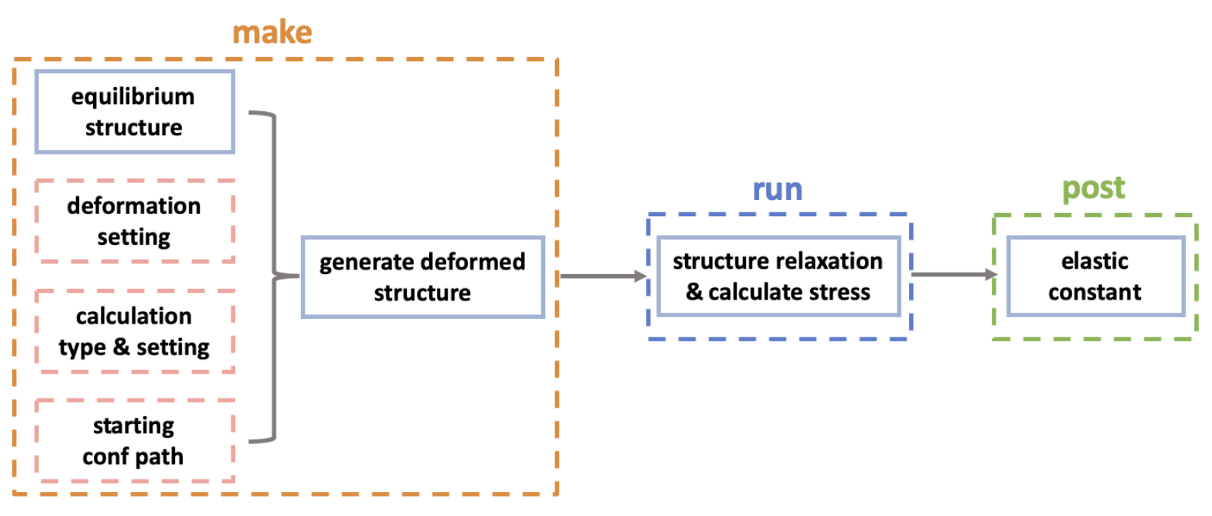 make
equilibrium
structure
deformation
setting
calculation
type & setting
starting
conf path
generate deformed
structure
run
structure relaxation
& calculate stress
post
elastic
constant